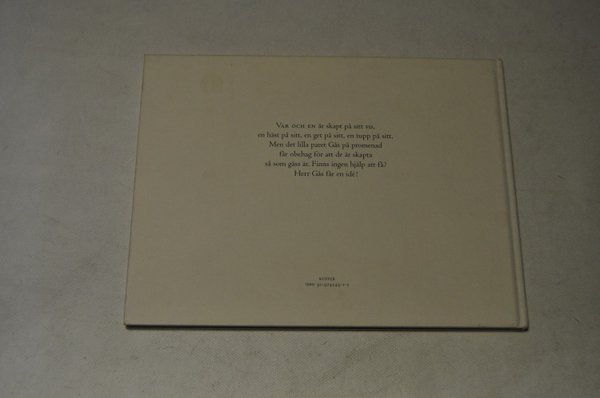 VAR OCH EN är skapt på sitt vis,
en häst på sitt, en get på sitt, en tupp på sitt.
Men det lilla paret Gås på promenad
får obehag för att de är skapta
så som gäss är. Finns ingen hjälp att få?
Herr Gås får en idé!
ISBN